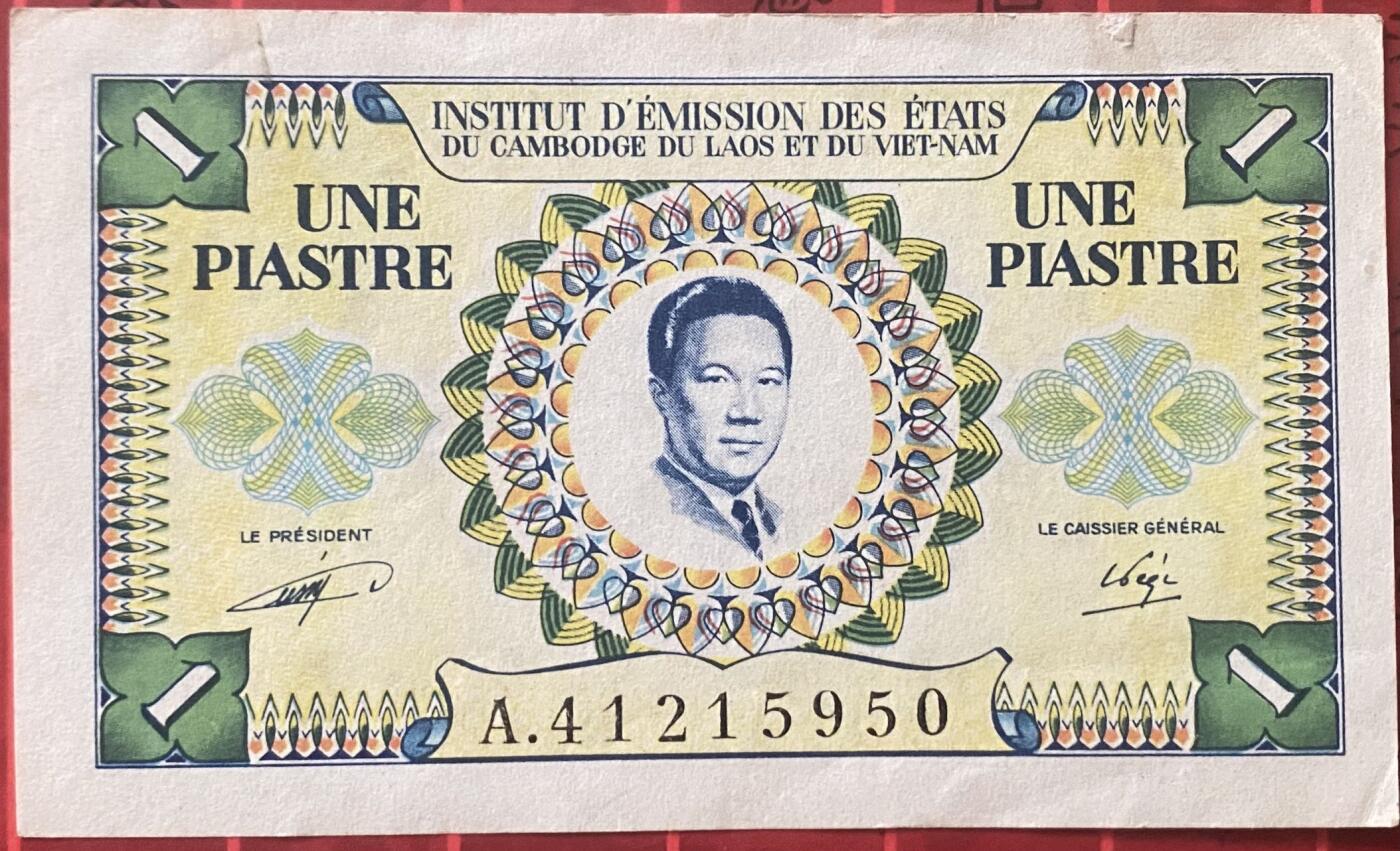 1
1
INSTITUT D'ÉMISSION DES ÉTATS
DU CAMBODGE DU LAOS ET DU VIET-NAM
UNE
PIASTRE
UNE
PIASTRE
LE PRÉSIDENT
LE CAISSIER GÉNÉRAL
1
1
A.41215950